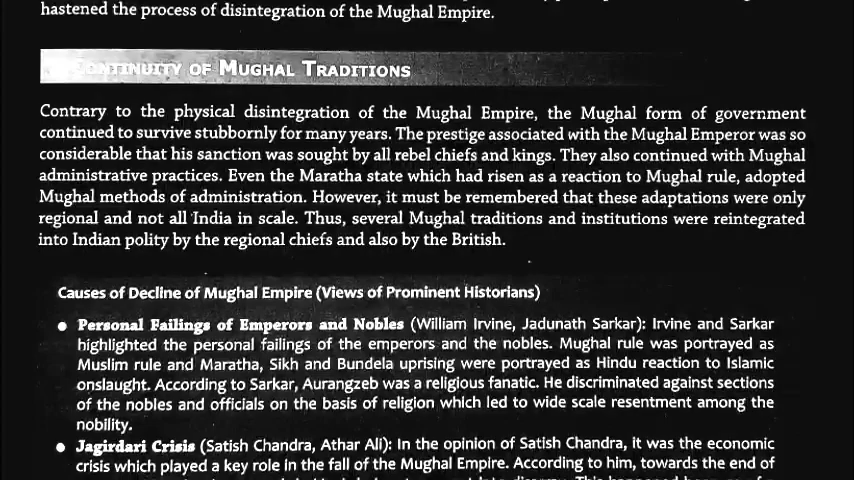 hastened the process of disintegration of the Mughal Empire.
CONTINUITY OF MUGHAL TRADITIONS
Contrary to the physical disintegration of the Mughal Empire, the Mughal form of government
continued to survive stubbornly for many years. The prestige associated with the Mughal Emperor was so
considerable that his sanction was sought by all rebel chiefs and kings. They also continued with Mughal
administrative practices. Even the Maratha state which had risen as a reaction to Mughal rule, adopted
Mughal methods of administration. However, it must be remembered that these adaptations were only
regional and not all India in scale. Thus, several Mughal traditions and institutions were reintegrated
into Indian polity by the regional chiefs and also by the British.
Causes of Decline of Mughal Empire (Views of Prominent Historians)
● Personal Failings of Emperors and Nobles (William Irvine, Jadunath Sarkar): Irvine and Sarkar
highlighted the personal failings of the emperors and the nobles. Mughal rule was portrayed as
Muslim rule and Maratha, Sikh and Bundela uprising were portrayed as Hindu reaction to Islamic
onslaught. According to Sarkar, Aurangzeb was a religious fanatic. He discriminated against sections
of the nobles and officials on the basis of religion which led to wide scale resentment among the
nobility.
● Jagirdari Crisis (Satish Chandra, Athar Ali): In the opinion of Satish Chandra, it was the economic
crisis which played a key role in the fall of the Mughal Empire. According to him, towards the end of